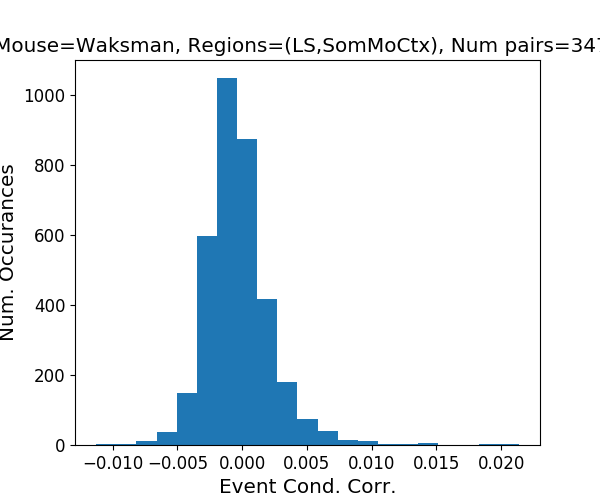 Mouse=Waksman, Regions=(LS,SomMoCtx), Num pairs=347
1000
800
600
400
200
0
Num. Occurances
−0.010 −0.005 0.000 0.005 0.010 0.015 0.020
Event Cond. Corr.